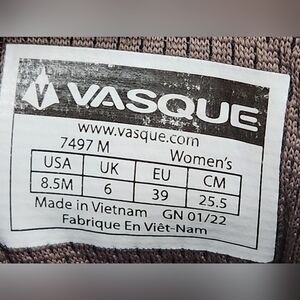 VASQUE
www.vasque.com
7497 M Women's
USA UK EU CM
8.5M 6 39 25.5
Made in Vietnam GN 01/22
Fabrique En Viêt-Nam